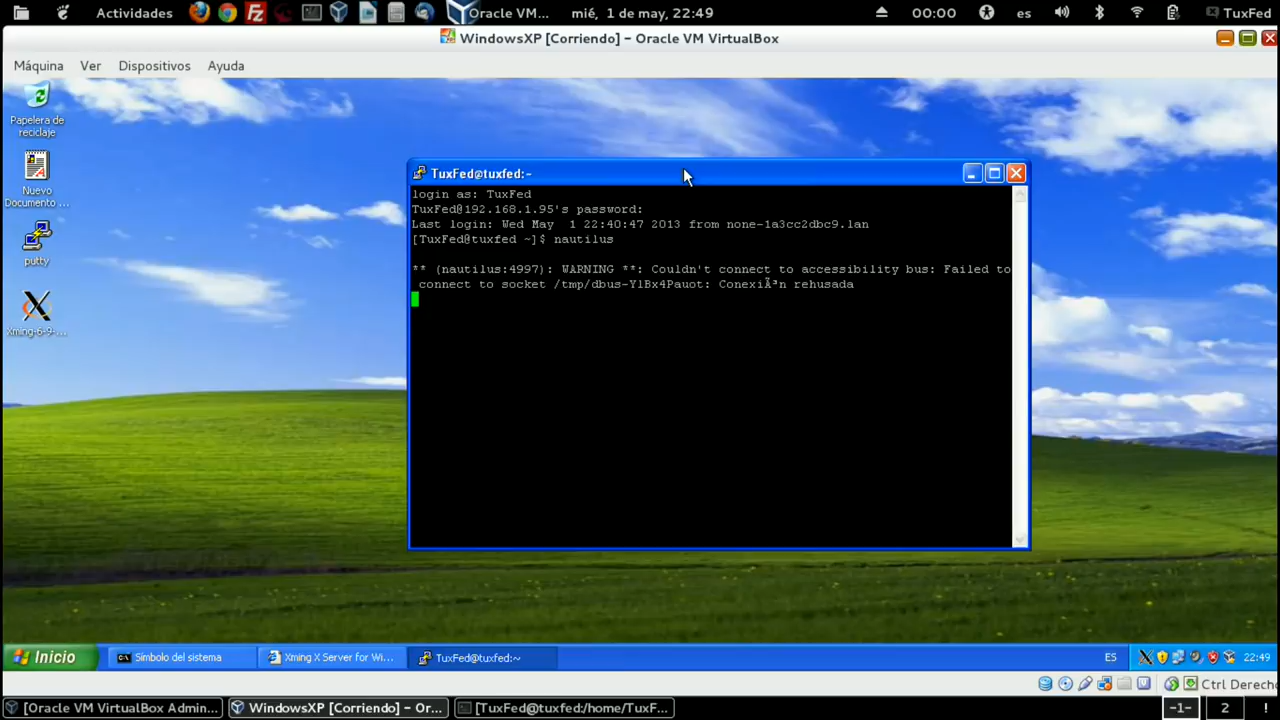 Actividades
Oracle VM...
mié, 1 de may, 22:49
00:00
es
TuxFed
WindowsXP [Corriendo] – Oracle VM VirtualBox
Máquina Ver Dispositivos Ayuda
Papelera de
reciclaje
Nuevo
Documento ...
putty
Xming-6-9-...
TuxFed@tuxfed:~
login as: TuxFed
TuxFed@192.168.1.95's password:
Last login: Wed May  1 22:40:47 2013 from none-1a3cc2dbc9.lan
[TuxFed@tuxfed ~]$ nautilus
** (nautilus:4997): WARNING **: Couldn't connect to accessibility bus: Failed to
 connect to socket /tmp/dbus-YlBx4Pauot: ConexiÃ³n rehusada
Inicio
Símbolo del sistema
Xming X Server for Wi...
TuxFed@tuxfed:~
ES
22:49
Ctrl Derecho
[Oracle VM VirtualBox Admin...
WindowsXP [Corriendo] – Or...
[TuxFed@tuxfed:/home/TuxF...
-1-
2
!